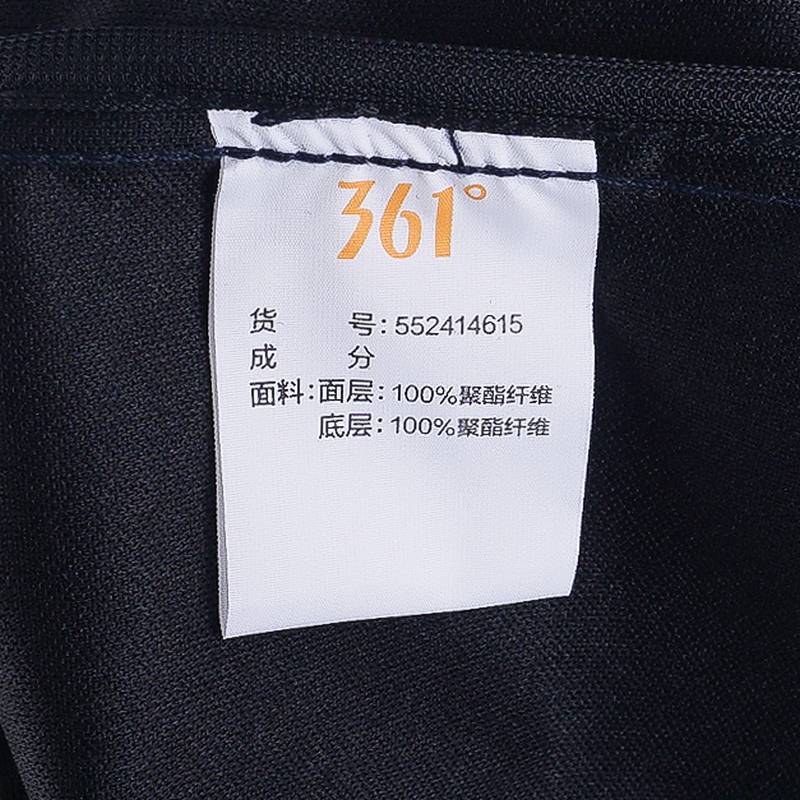 361°
货 号:552414615
成 分
面料:面层:100%聚酯纤维
底层:100%聚酯纤维